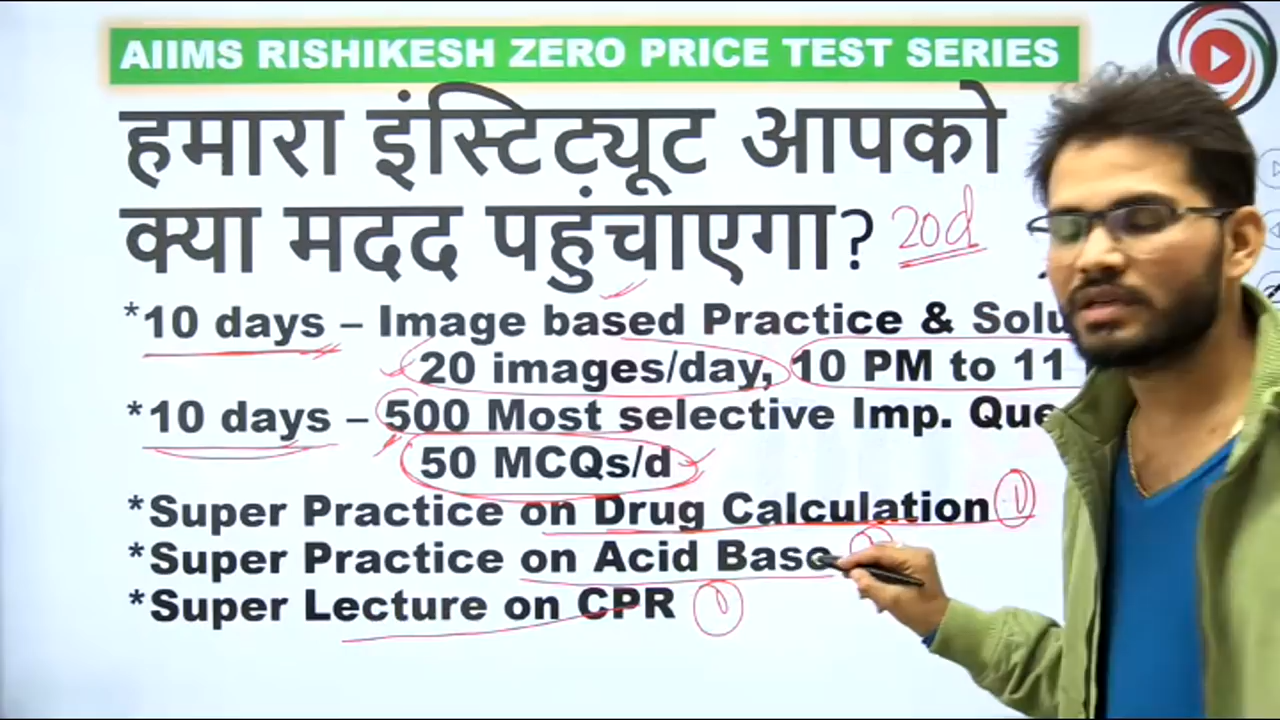 AIIMS RISHIKESH ZERO PRICE TEST SERIES
हमारा इंस्टिट्यूट आपको
क्या मदद पहुंचाएगा? 20d
*10 days – Image based Practice &
20 images/day, 10 PM to 11
*10 days – 500 Most selective Imp.
50 MCQs/d
*Super Practice on Drug Calculation 1
*Super Practice on Acid Base
*Super Lecture on CPR 1